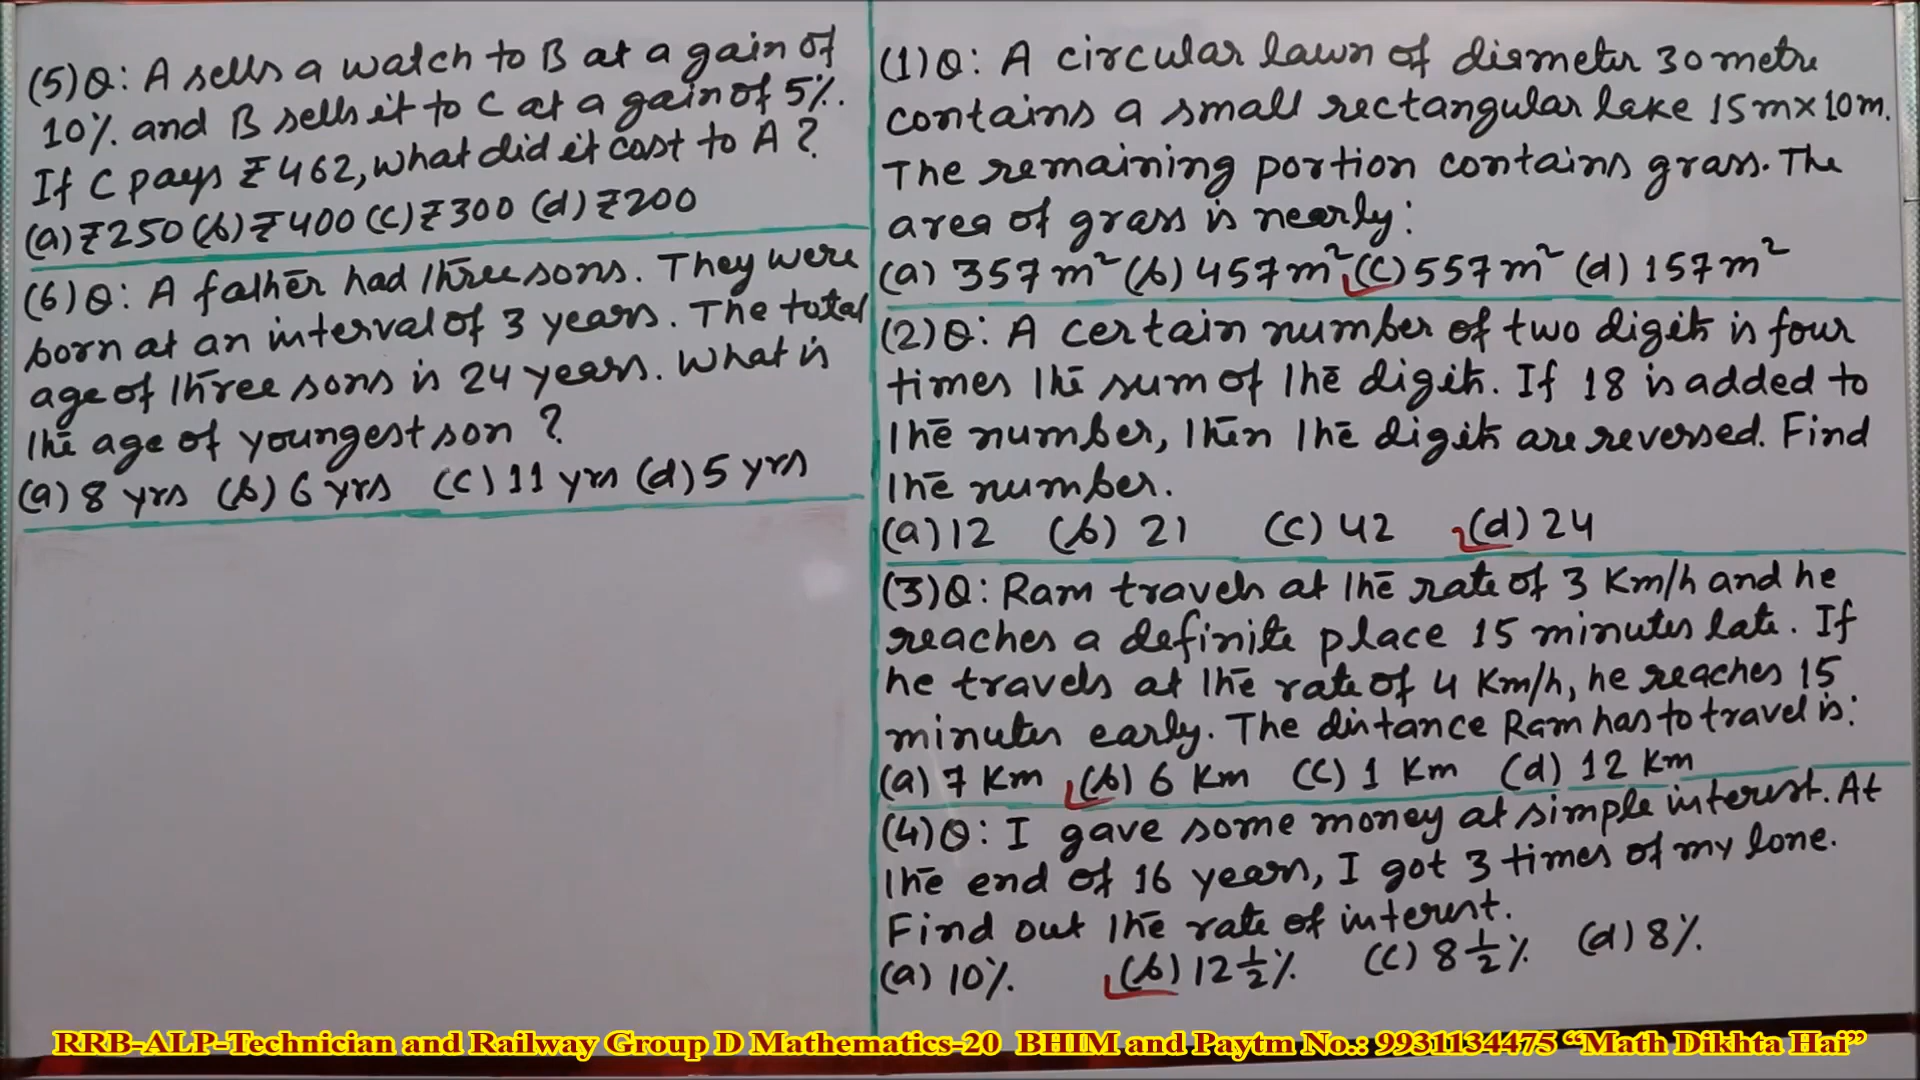 (5)Q: A sells a watch to B at a gain of
10% and B sells it to C at a gain of 5%.
If C pays ₹462, what did it cost to A?
(a) ₹250 (b) ₹400 (c) ₹300 (d) ₹200
(6)Q: A father had three sons. They were
born at an interval of 3 years. The total
age of three sons is 24 years. What is
the age of youngest son ?
(a) 8 yrs (b) 6 yrs (c) 11 yrs (d) 5 yrs
(1)Q: A circular lawn of diameter 30 metre
contains a small rectangular lake 15m×10m.
The remaining portion contains grass. The
area of grass is nearly:
(a) 357 m² (b) 457 m² (c) 557 m² (d) 157 m²
(2)Q: A certain number of two digits is four
times the sum of the digits. If 18 is added to
the number, then the digits are reversed. Find
the number.
(a) 12 (b) 21 (c) 42 (d) 24
(3)Q: Ram travels at the rate of 3 Km/h and he
reaches a definite place 15 minutes late. If
he travels at the rate of 4 Km/h, he reaches 15
minutes early. The distance Ram has to travel is:
(a) 7 Km (b) 6 Km (c) 1 Km (d) 12 Km
(4)Q: I gave some money at simple interest. At
the end of 16 years, I got 3 times of my lone.
Find out the rate of interest.
(a) 10% (b) 12 1/2 % (c) 8 1/2 % (d) 8%
RRB-ALP-Technician and Railway Group D Mathematics-20 BHIM and Paytm No.: 9931134475 “Math Dikhta Hai”